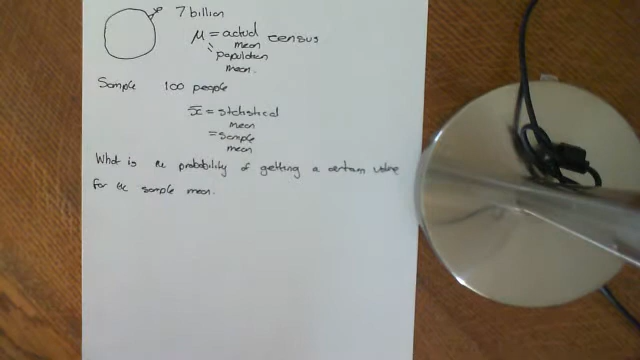 7 billion
μ = actual census
mean
= population
mean.
Sample 100 people
x̄ = statistical
mean
= sample
mean
What is the probability of getting a certain value
for the sample mean.